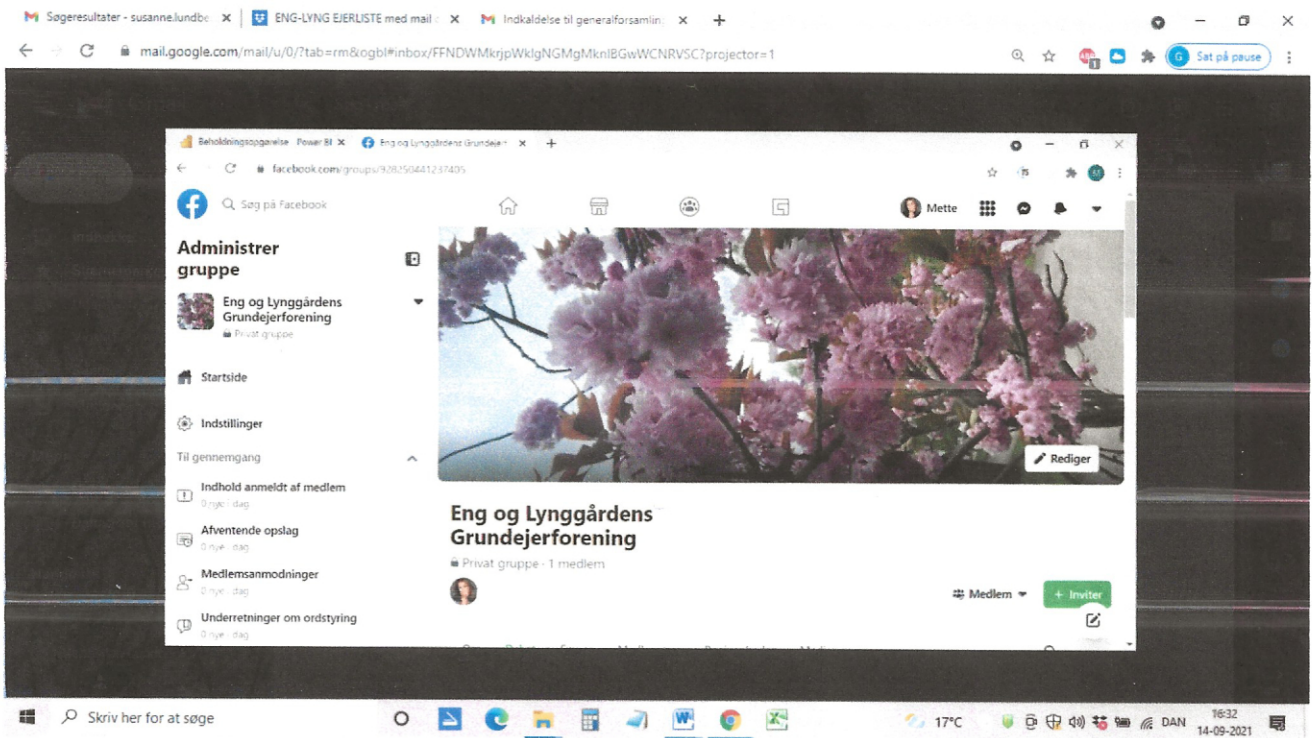 Søgeresultater - susanne.lundbe
ENG-LYNG EJERLISTE med mail
Indkaldelse til generalforsamlin
mail.google.com/mail/u/0/?tab=rm&ogbl#inbox/FFNDWMkrjpWklgNGMgMknlBGwWCNRVSC?projector=1
Sat på pause
Beholdningsopgørelse Power BI
Eng og Lynggårdens Grundejer
facebook.com/groups/928250441237405
Søg på Facebook
Mette
Administrer
gruppe
Eng og Lynggårdens
Grundejerforening
Privat gruppe
Startside
Indstillinger
Til gennemgang
Indhold anmeldt af medlem
0 nye i dag
Afventende opslag
0 nye i dag
Medlemsanmodninger
0 nye i dag
Underretninger om ordstyring
0 nye i dag
Rediger
Eng og Lynggårdens
Grundejerforening
Privat gruppe · 1 medlem
Medlem
+ Inviter
Skriv her for at søge
17°C
DAN
16:32
14-09-2021